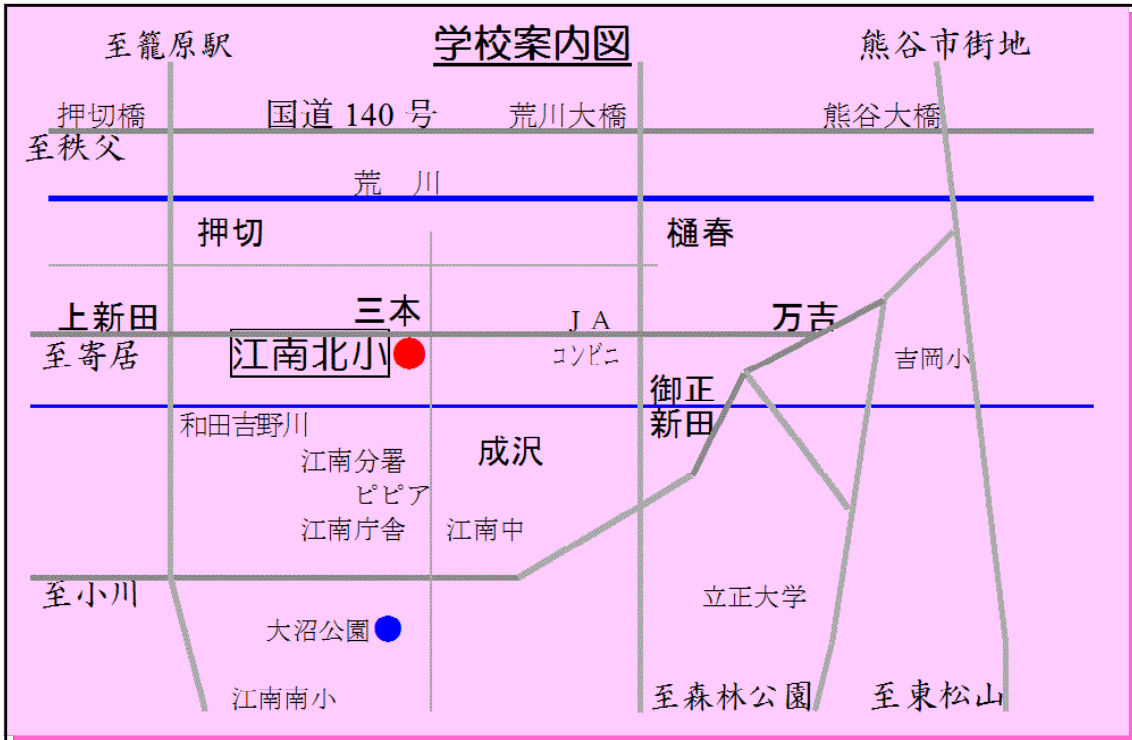 至籠原駅
学校案内図
熊谷市街地
押切橋
国道 140 号
荒川大橋
熊谷大橋
至秩父
荒 川
押切
樋春
上新田
三本
J A
万吉
至寄居
江南北小
コンビニ
吉岡小
御正
新田
和田吉野川
成沢
江南分署
ピピア
江南庁舎
江南中
至小川
立正大学
大沼公園
江南南小
至森林公園
至東松山